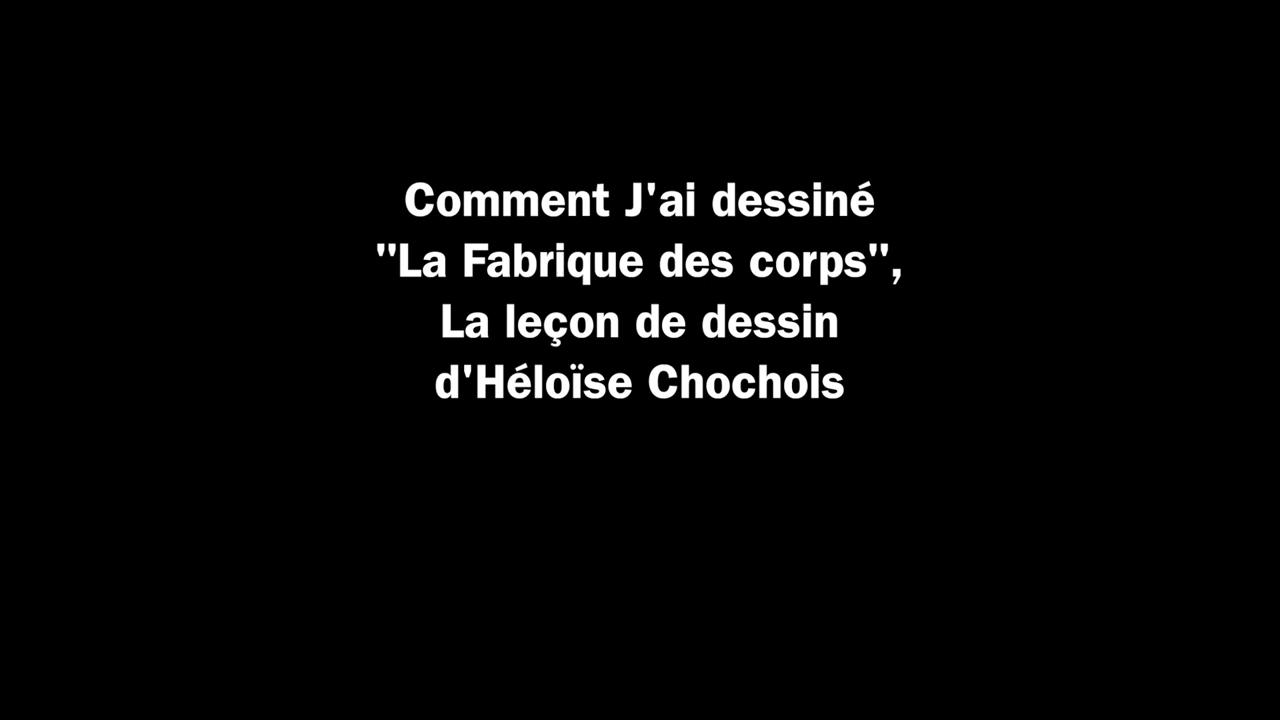 Comment J'ai dessiné
"La Fabrique des corps",
La leçon de dessin
d'Héloïse Chochois